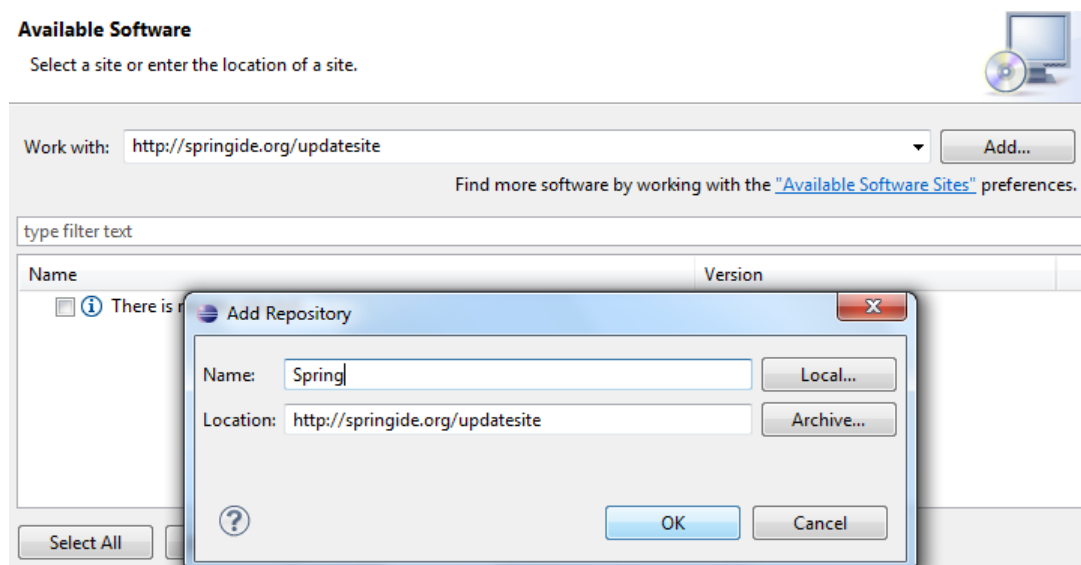 Available Software
Select a site or enter the location of a site.
Work with: http://springide.org/updatesite Add...
Find more software by working with the "Available Software Sites" preferences.
type filter text
Name Version
There is
Add Repository
Name: Spring Local...
Location: http://springide.org/updatesite Archive...
? OK Cancel
Select All